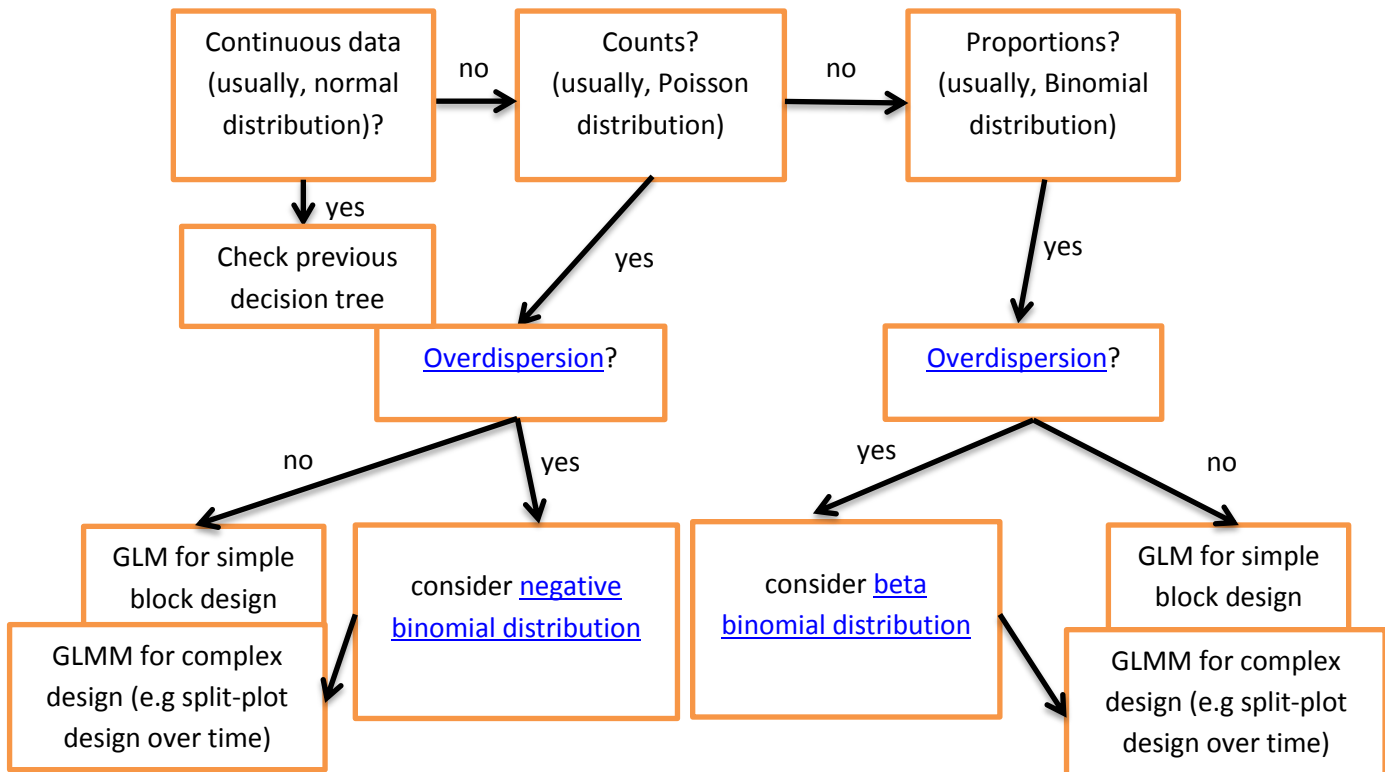 Continuous data
(usually, normal
distribution)?
no
Counts?
(usually, Poisson
distribution)
no
Proportions?
(usually, Binomial
distribution)
yes
Check previous
decision tree
yes
yes
Overdispersion?
Overdispersion?
no
yes
yes
no
GLM for simple
block design
GLMM for complex
design (e.g split-plot
design over time)
consider negative
binomial distribution
consider beta
binomial distribution
GLM for simple
block design
GLMM for complex
design (e.g split-plot
design over time)